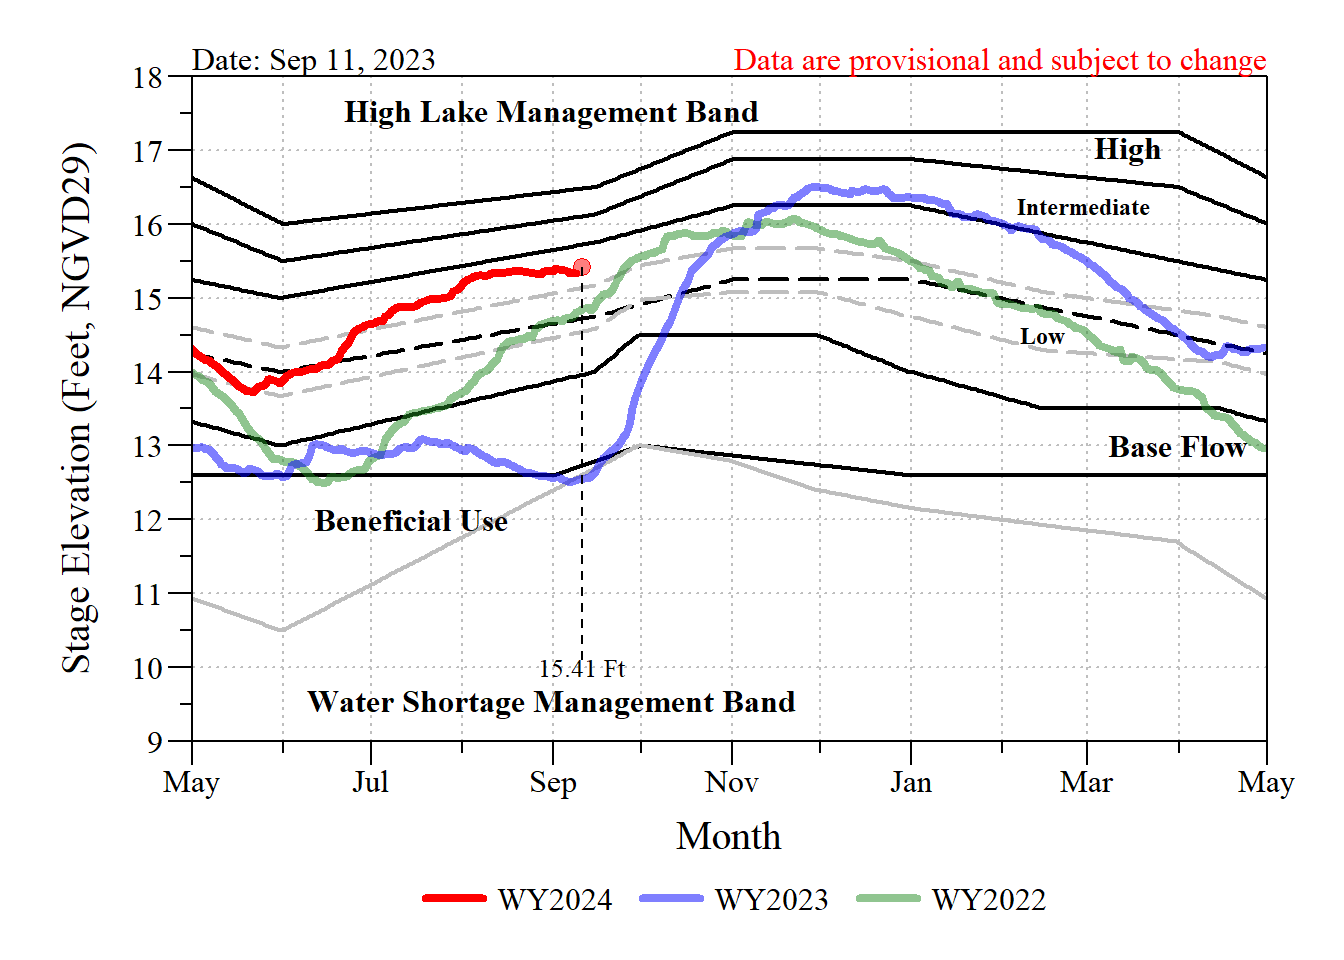 Date: Sep 11, 2023
Data are provisional and subject to change
18
17
16
15
14
13
12
11
10
9
Stage Elevation (Feet, NGVD29)
High Lake Management Band
High
Intermediate
Low
Base Flow
Beneficial Use
15.41 Ft
Water Shortage Management Band
May Jul Sep Nov Jan Mar May
Month
WY2024 WY2023 WY2022